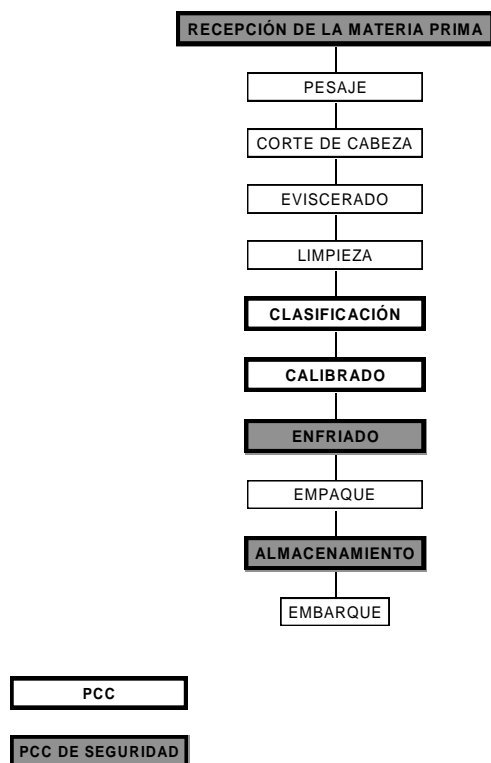 RECEPCIÓN DE LA MATERIA PRIMA
PESAJE
CORTE DE CABEZA
EVISCERADO
LIMPIEZA
CLASIFICACIÓN
CALIBRADO
ENFRIADO
EMPAQUE
ALMACENAMIENTO
EMBARQUE
PCC
PCC DE SEGURIDAD